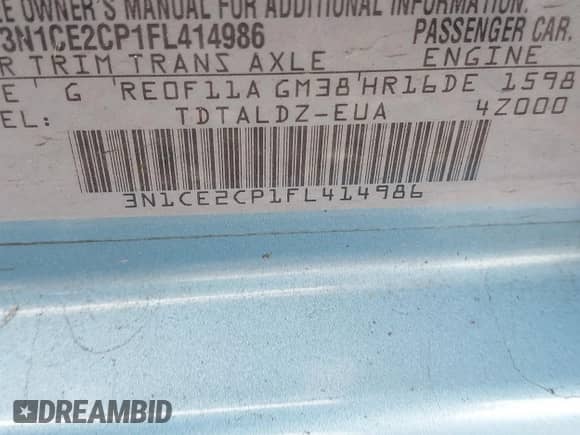 OWNER'S MANUAL FOR ADDITIONAL INFORMATION.
3N1CE2CP1FL414986 PASSENGER CAR.
R TRIM TRANS AXLE ENGINE
E G RE0F11A GM38 HR16DE 1598
EL: TDTALDZ-EUA 4Z000
3N1CE2CP1FL414986
DREAMBID